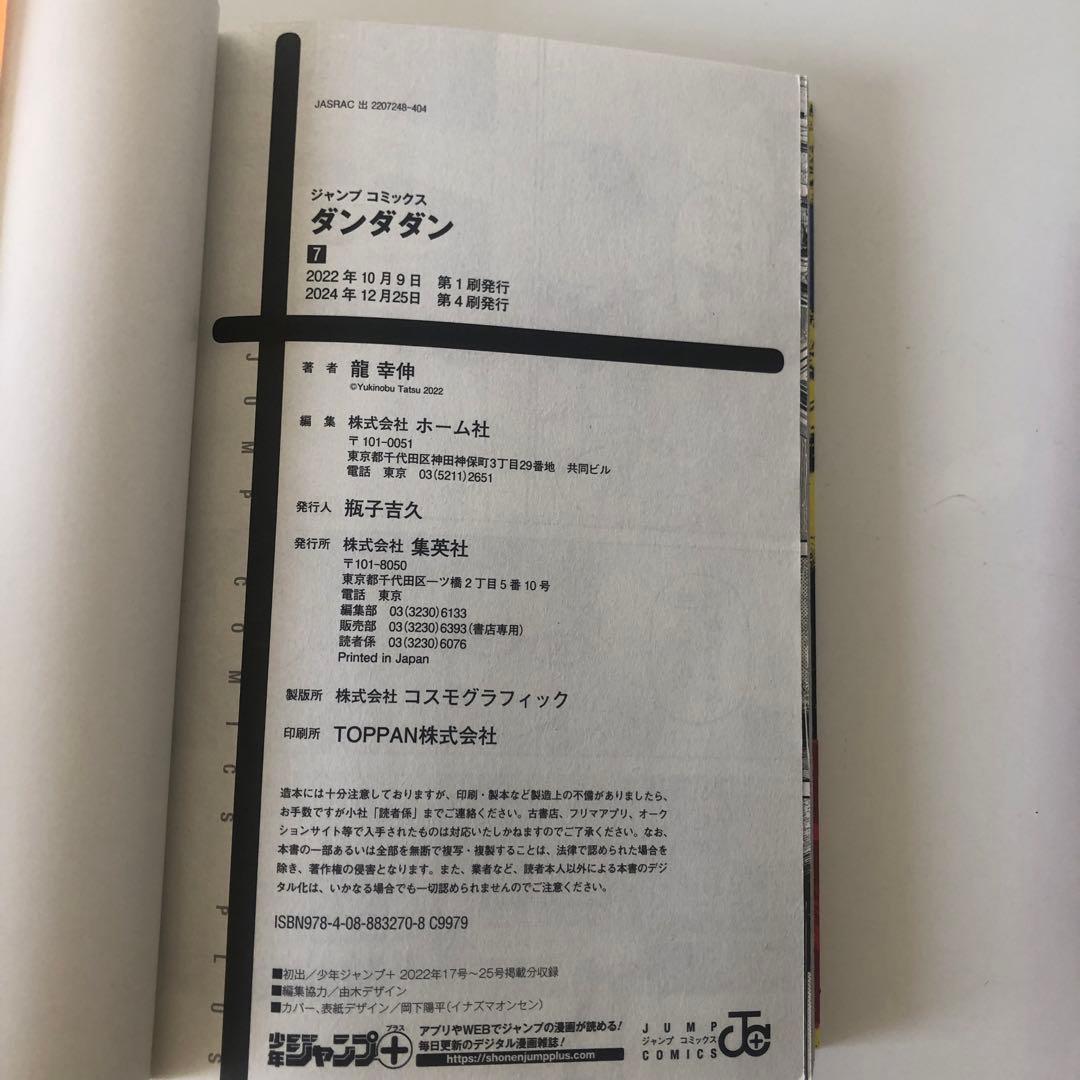 JASRAC 出 2207248-404
ジャンプ コミックス
ダンダダン
7
2022年10月9日 第1刷発行
2024年12月25日 第4刷発行
著者 龍 幸伸
©Yukinobu Tatsu 2022
編集 株式会社 ホーム社
〒101-0051
東京都千代田区神田神保町3丁目29番地 共同ビル
電話 東京 03(5211)2651
発行人 瓶子吉久
発行所 株式会社 集英社
〒101-8050
東京都千代田区一ツ橋2丁目5番10号
電話 東京
編集部 03(3230)6133
販売部 03(3230)6393(書店専用)
読者係 03(3230)6076
Printed in Japan
製版所 株式会社 コスモグラフィック
印刷所 TOPPAN株式会社
造本には十分注意しておりますが、印刷・製本など製造上の不備がありましたら、
お手数ですが小社「読者係」までご連絡ください。古書店、フリマアプリ、オーク
ションサイト等で入手されたものは対応いたしかねますのでご了承ください。なお、
本書の一部あるいは全部を無断で複写・複製することは、法律で認められた場合を
除き、著作権の侵害となります。また、業者など、読者本人以外による本書のデジ
タル化は、いかなる場合でも一切認められませんのでご注意ください。
ISBN978-4-08-883270-8 C9979
■初出/少年ジャンプ+ 2022年17号~25号掲載分収録
■編集協力/由木デザイン
■カバー、表紙デザイン/岡下陽平(イナズマオンセン)
少年ジャンプ+ プラス
アプリやWEBでジャンプの漫画が読める!
毎日更新のデジタル漫画雑誌!
https://shonenjumpplus.com
JUMP
ジャンプ コミックス
COMICS
JC+
JUMP COMICS PLUS